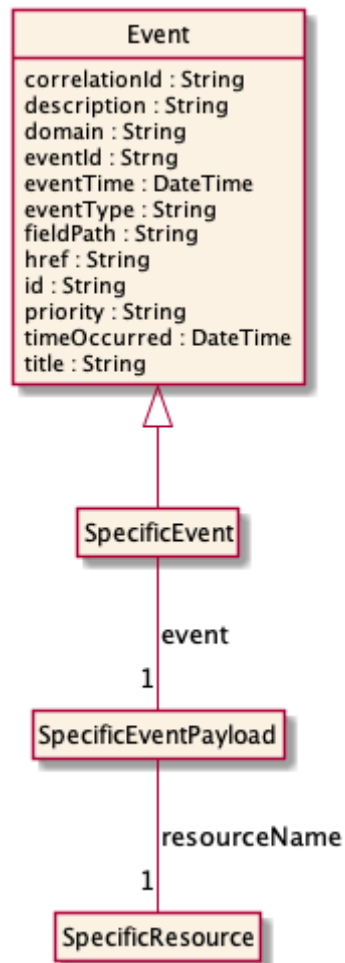 Event
correlationId : String
description : String
domain : String
eventId : Strng
eventTime : DateTime
eventType : String
fieldPath : String
href : String
id : String
priority : String
timeOccurred : DateTime
title : String
SpecificEvent
event
1
SpecificEventPayload
resourceName
1
SpecificResource